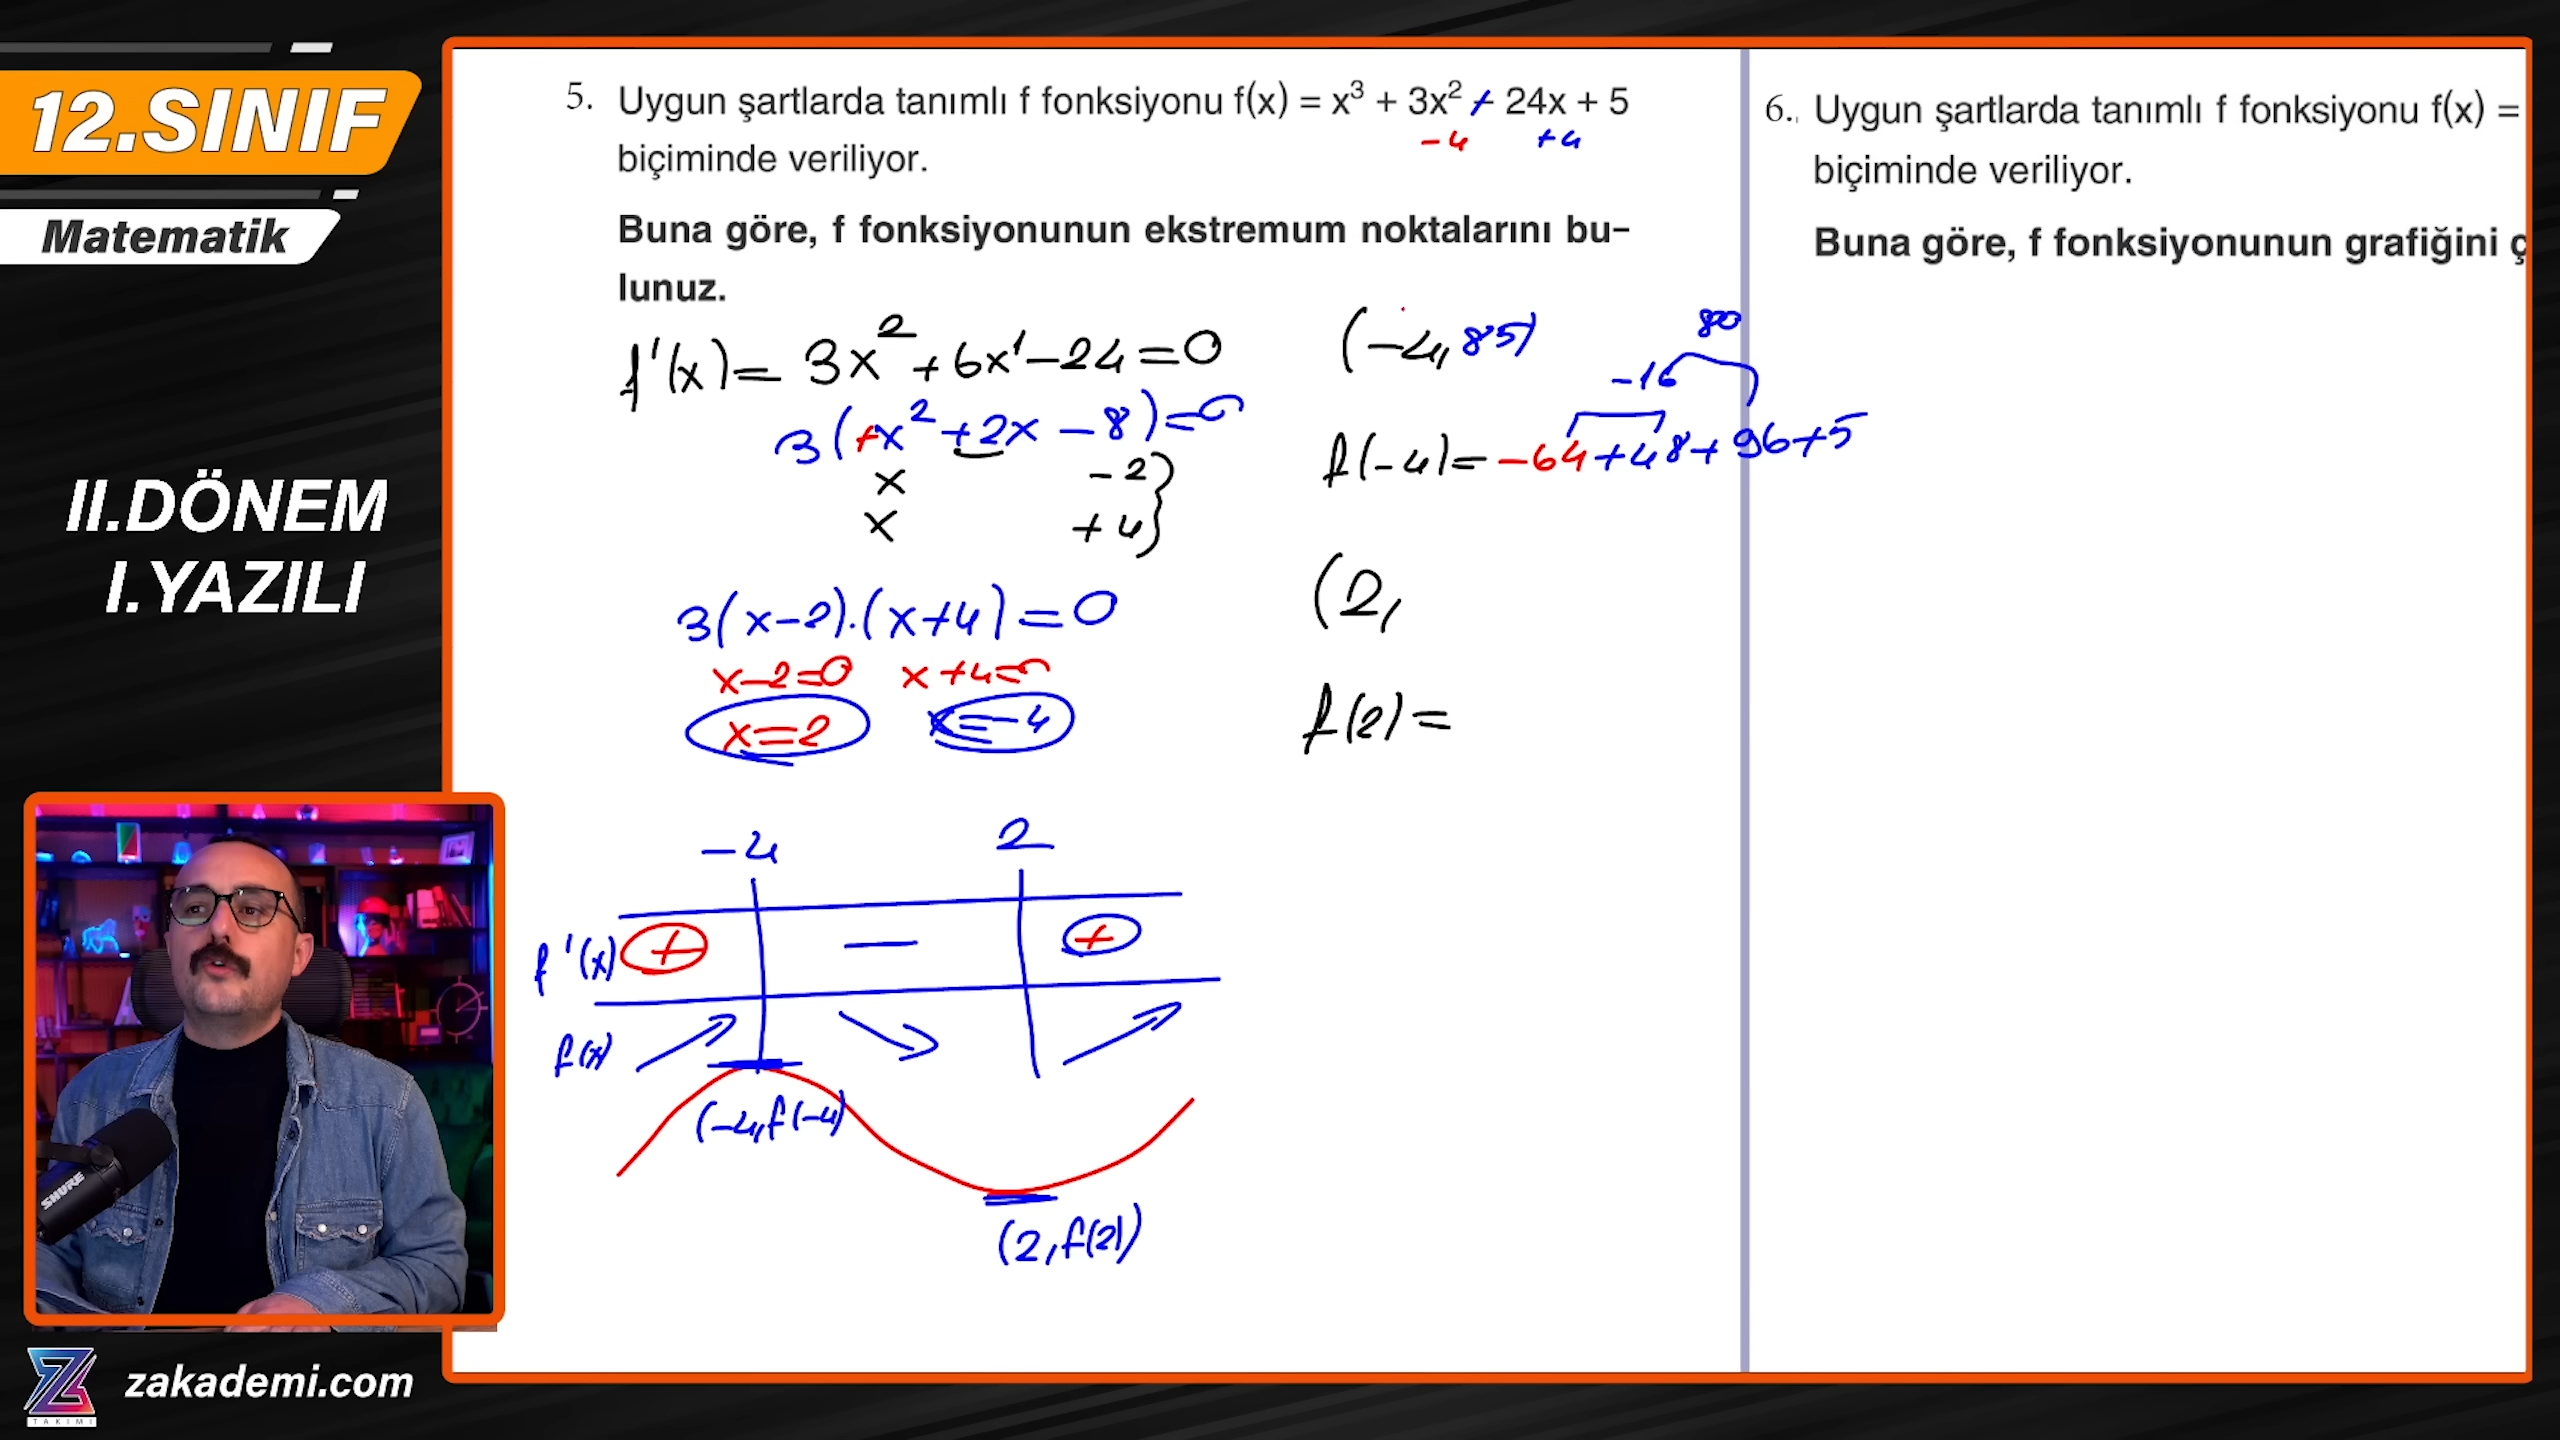 12.SINIF
Matematik
II.DÖNEM
I.YAZILI
5. Uygun şartlarda tanımlı f fonksiyonu f(x) = x³ + 3x² - 24x + 5
-4 +4
biçiminde veriliyor.
Buna göre, f fonksiyonunun ekstremum noktalarını bu-
lunuz.
f'(x) = 3x² + 6x¹ - 24 = 0
3(+x² + 2x - 8) = 0
x -2
x +4
3(x-2).(x+4) = 0
x-2=0 x+4=0
x=2 x=-4
-4 2
f'(x) + - +
f(x)
(-4, f(-4)
(2, f(2))
(-4, 85)
80
-16
f(-4) = -64 + 48 + 96 + 5
(2,
f(2) =
6. Uygun şartlarda tanımlı f fonksiyonu f(x) =
biçiminde veriliyor.
Buna göre, f fonksiyonunun grafiğini ç
SHURE
TAKIMI
zakademi.com